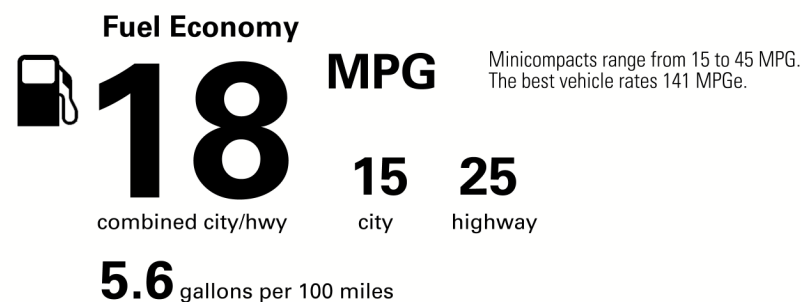 Fuel Economy
18 MPG
Minicompacts range from 15 to 45 MPG.
The best vehicle rates 141 MPGe.
15 25
combined city/hwy city highway
5.6 gallons per 100 miles